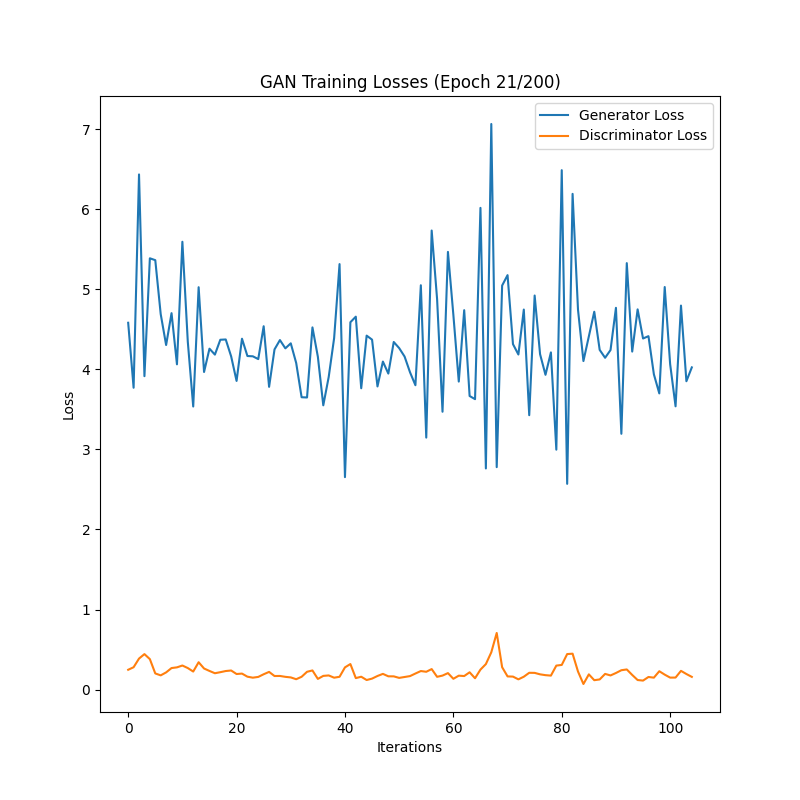 GAN Training Losses (Epoch 21/200)
Generator Loss
Discriminator Loss
7
6
5
4
3
2
1
0
Loss
0 20 40 60 80 100
Iterations